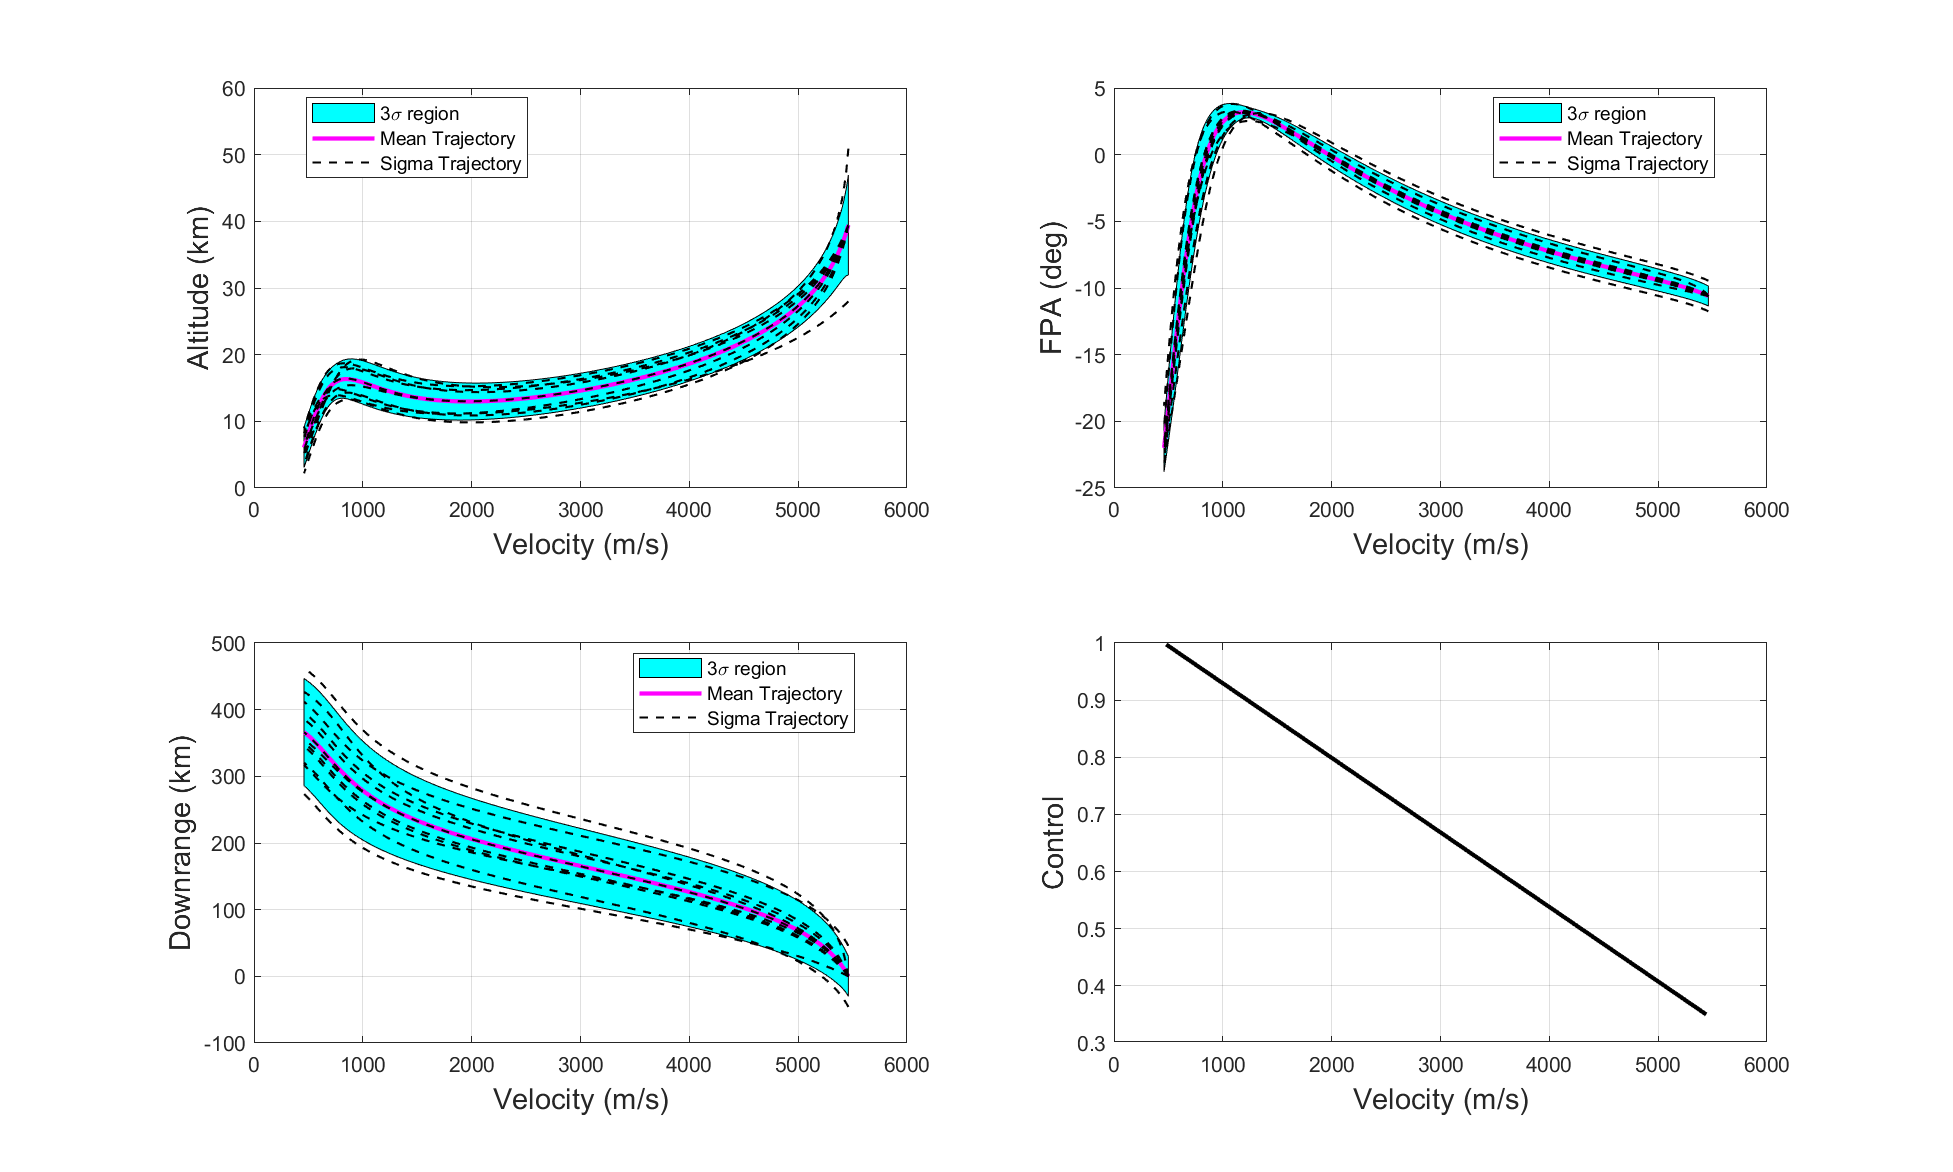 60
50
40
30
20
10
0
Altitude (km)
3σ region
Mean Trajectory
Sigma Trajectory
0 1000 2000 3000 4000 5000 6000
Velocity (m/s)
5
0
-5
-10
-15
-20
-25
FPA (deg)
3σ region
Mean Trajectory
Sigma Trajectory
0 1000 2000 3000 4000 5000 6000
Velocity (m/s)
500
400
300
200
100
0
-100
Downrange (km)
3σ region
Mean Trajectory
Sigma Trajectory
0 1000 2000 3000 4000 5000 6000
Velocity (m/s)
1
0.9
0.8
0.7
0.6
0.5
0.4
0.3
Control
0 1000 2000 3000 4000 5000 6000
Velocity (m/s)